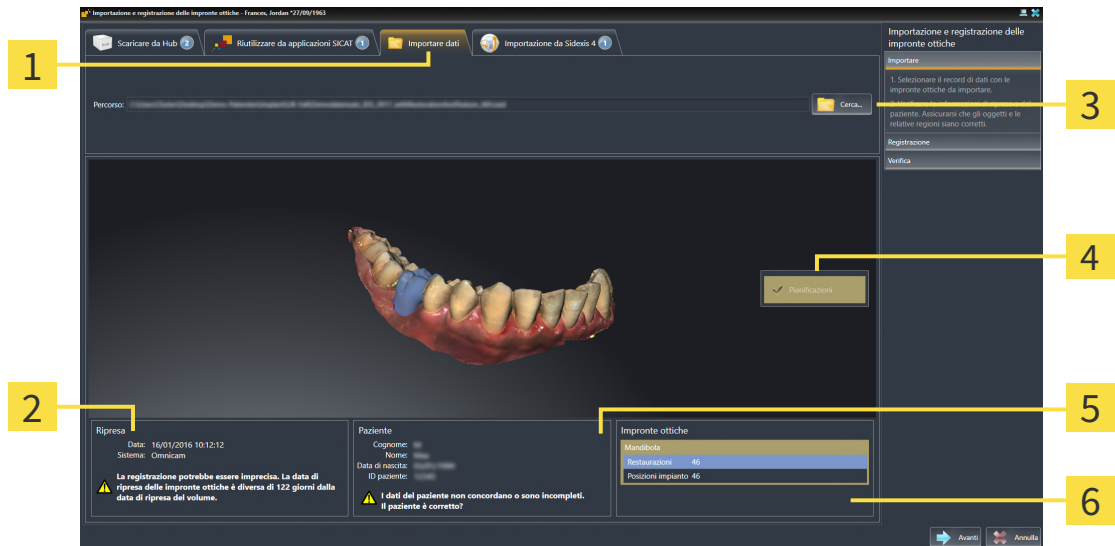 Importazione e registrazione delle impronte ottiche - Frances, Jordan *27/09/1963
Scaricare da Hub 2
Riutilizzare da applicazioni SICAT 1
Importare dati
Importazione da Sidexis 4 1
Importazione e registrazione delle
impronte ottiche
Importare
1. Selezionare il record di dati con le
impronte ottiche da importare.
paziente. Assicurarsi che gli oggetti e le
relative regioni siano corretti.
Registrazione
Verifica
Percorso:
Cerca...
Pianificazioni
Ripresa
Data: 16/01/2016 10:12:12
Sistema: Omnicam
La registrazione potrebbe essere imprecisa. La data di
ripresa delle impronte ottiche è diversa di 122 giorni dalla
data di ripresa del volume.
Paziente
Cognome:
Nome:
Data di nascita:
ID paziente:
I dati del paziente non concordano o sono incompleti.
Il paziente è corretto?
Impronte ottiche
Mandibola
Restaurazioni 46
Posizioni impianto 46
Avanti
Annulla
1
2
3
4
5
6